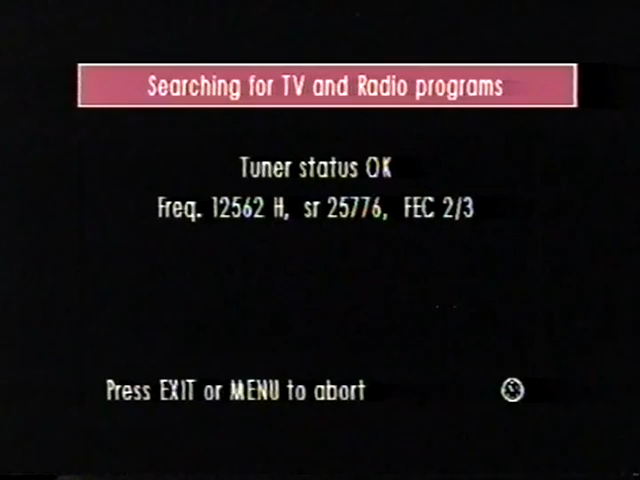 Searching for TV and Radio programs
Tuner status OK
Freq. 12562 H, sr 25776, FEC 2/3
Press EXIT or MENU to abort